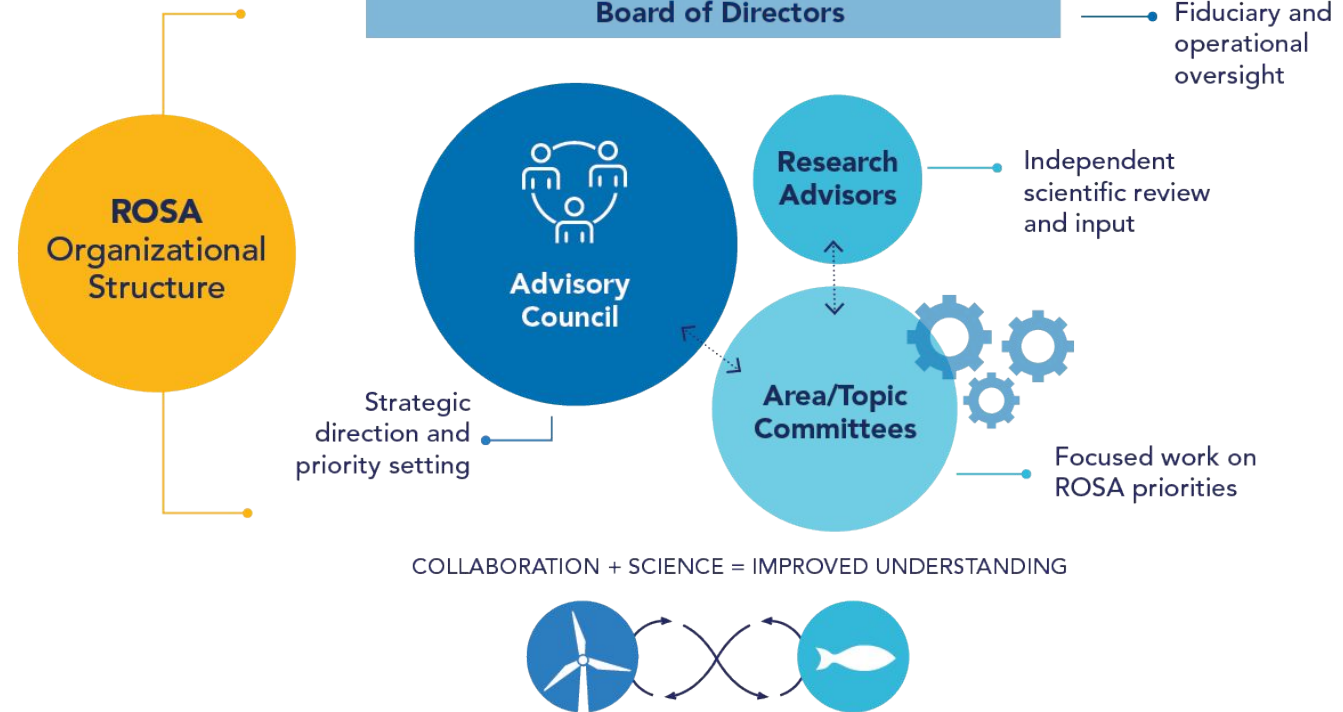 Board of Directors
Fiduciary and
operational
oversight
ROSA
Organizational
Structure
Advisory
Council
Research
Advisors
Independent
scientific review
and input
Area/Topic
Committees
Strategic
direction and
priority setting
Focused work on
ROSA priorities
COLLABORATION + SCIENCE = IMPROVED UNDERSTANDING